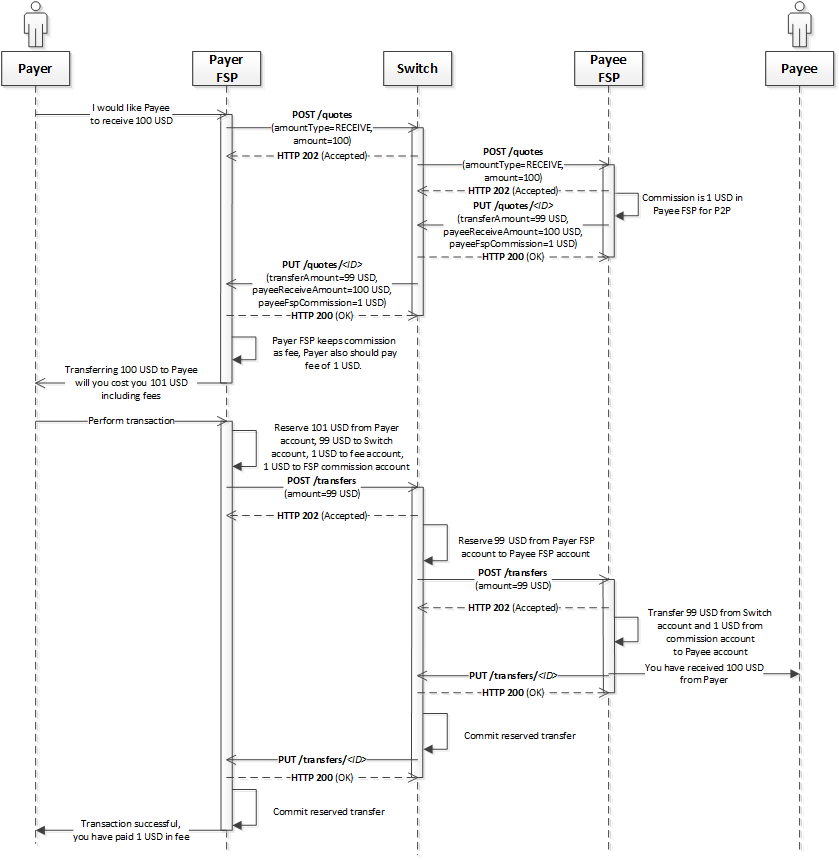 Payer
Payer
FSP
Switch
Payee
FSP
Payee
I would like Payee
to receive 100 USD
POST /quotes
(amountType=RECEIVE,
amount=100)
HTTP 202 (Accepted)
POST /quotes
(amountType=RECEIVE,
amount=100)
HTTP 202 (Accepted)
Commission is 1 USD in
Payee FSP for P2P
PUT /quotes/<ID>
(transferAmount=99 USD,
payeeReceiveAmount=100 USD,
payeeFspCommission=1 USD)
HTTP 200 (OK)
PUT /quotes/<ID>
(transferAmount=99 USD,
payeeReceiveAmount=100 USD,
payeeFspCommission=1 USD)
HTTP 200 (OK)
Payer FSP keeps commission
as fee, Payer also should pay
fee of 1 USD.
Transferring 100 USD to Payee
will you cost you 101 USD
including fees
Perform transaction
Reserve 101 USD from Payer
account, 99 USD to Switch
account, 1 USD to fee account,
1 USD to FSP commission account
POST /transfers
(amount=99 USD)
HTTP 202 (Accepted)
Reserve 99 USD from Payer FSP
account to Payee FSP account
POST /transfers
(amount=99 USD)
HTTP 202 (Accepted)
Transfer 99 USD from Switch
account and 1 USD from
commission account
to Payee account
You have received 100 USD
from Payer
PUT /transfers/<ID>
HTTP 200 (OK)
Commit reserved transfer
PUT /transfers/<ID>
HTTP 200 (OK)
Commit reserved transfer
Transaction successful,
you have paid 1 USD in fee